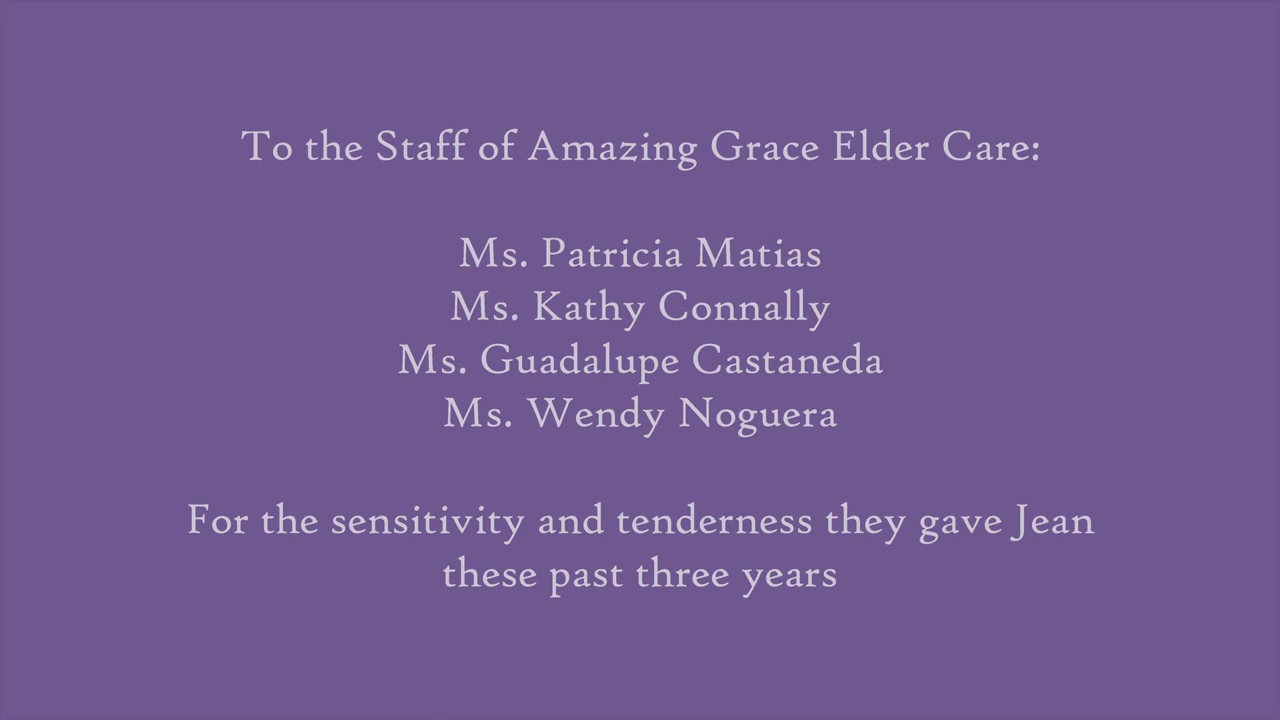 To the Staff of Amazing Grace Elder Care:
Ms. Patricia Matias
Ms. Kathy Connally
Ms. Guadalupe Castaneda
Ms. Wendy Noguera
For the sensitivity and tenderness they gave Jean
these past three years